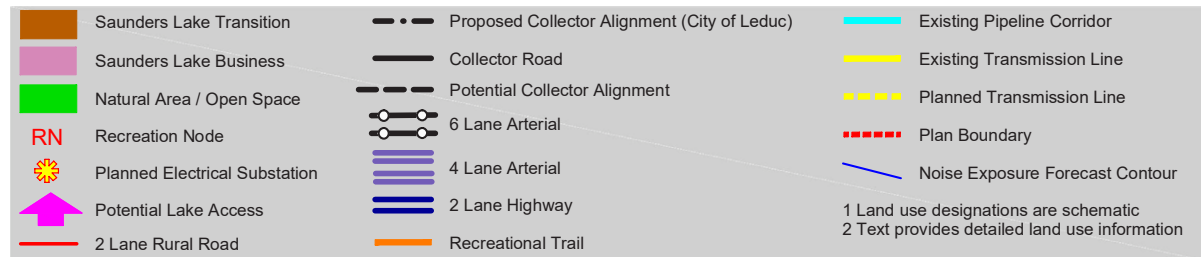 Saunders Lake Transition
Saunders Lake Business
Natural Area / Open Space
RN Recreation Node
Planned Electrical Substation
Potential Lake Access
2 Lane Rural Road
Proposed Collector Alignment (City of Leduc)
Collector Road
Potential Collector Alignment
6 Lane Arterial
4 Lane Arterial
2 Lane Highway
Recreational Trail
Existing Pipeline Corridor
Existing Transmission Line
Planned Transmission Line
Plan Boundary
Noise Exposure Forecast Contour
1 Land use designations are schematic
2 Text provides detailed land use information